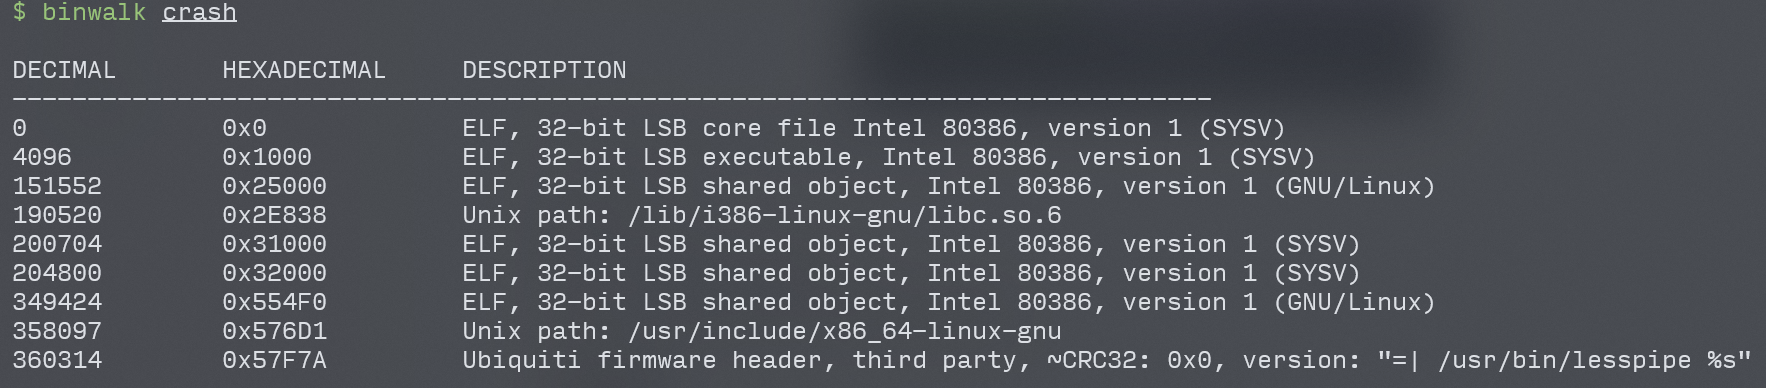 $ binwalk crash
DECIMAL       HEXADECIMAL     DESCRIPTION
--------------------------------------------------------------------------------
0             0x0             ELF, 32-bit LSB core file Intel 80386, version 1 (SYSV)
4096          0x1000          ELF, 32-bit LSB executable, Intel 80386, version 1 (SYSV)
151552        0x25000         ELF, 32-bit LSB shared object, Intel 80386, version 1 (GNU/Linux)
190520        0x2E838         Unix path: /lib/i386-linux-gnu/libc.so.6
200704        0x31000         ELF, 32-bit LSB shared object, Intel 80386, version 1 (SYSV)
204800        0x32000         ELF, 32-bit LSB shared object, Intel 80386, version 1 (SYSV)
349424        0x554F0         ELF, 32-bit LSB shared object, Intel 80386, version 1 (GNU/Linux)
358097        0x576D1         Unix path: /usr/include/x86_64-linux-gnu
360314        0x57F7A         Ubiquiti firmware header, third party, ~CRC32: 0x0, version: "=| /usr/bin/lesspipe %s"